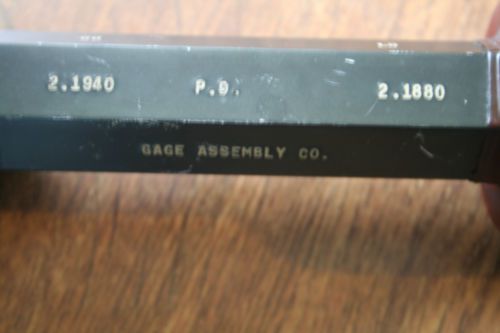 2.1940 P.D. 2.1880
GAGE ASSEMBLY CO.